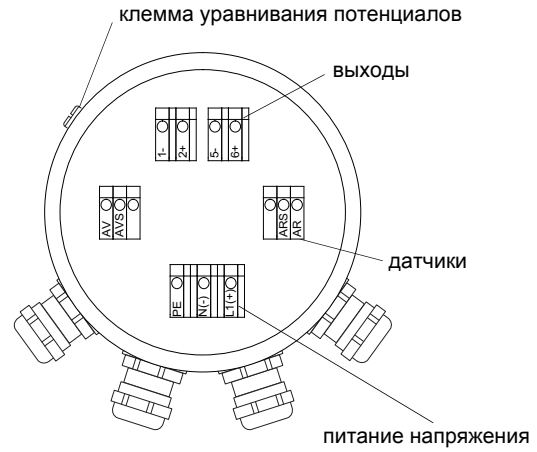 клемма уравнивания потенциалов
выходы
1-
2+
5-
6+
AV
AVS
ARS
AR
датчики
PE
N(-)
L1(+)
питание напряжения